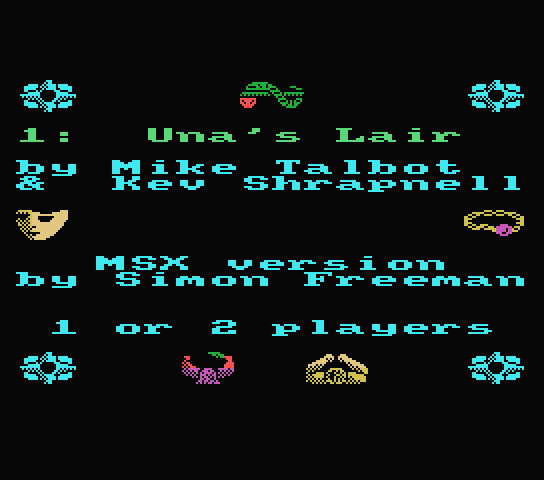 1: Una's Lair
by Mike Talbot
& Kev Shrapnell
MSX version
by Simon Freeman
1 or 2 players